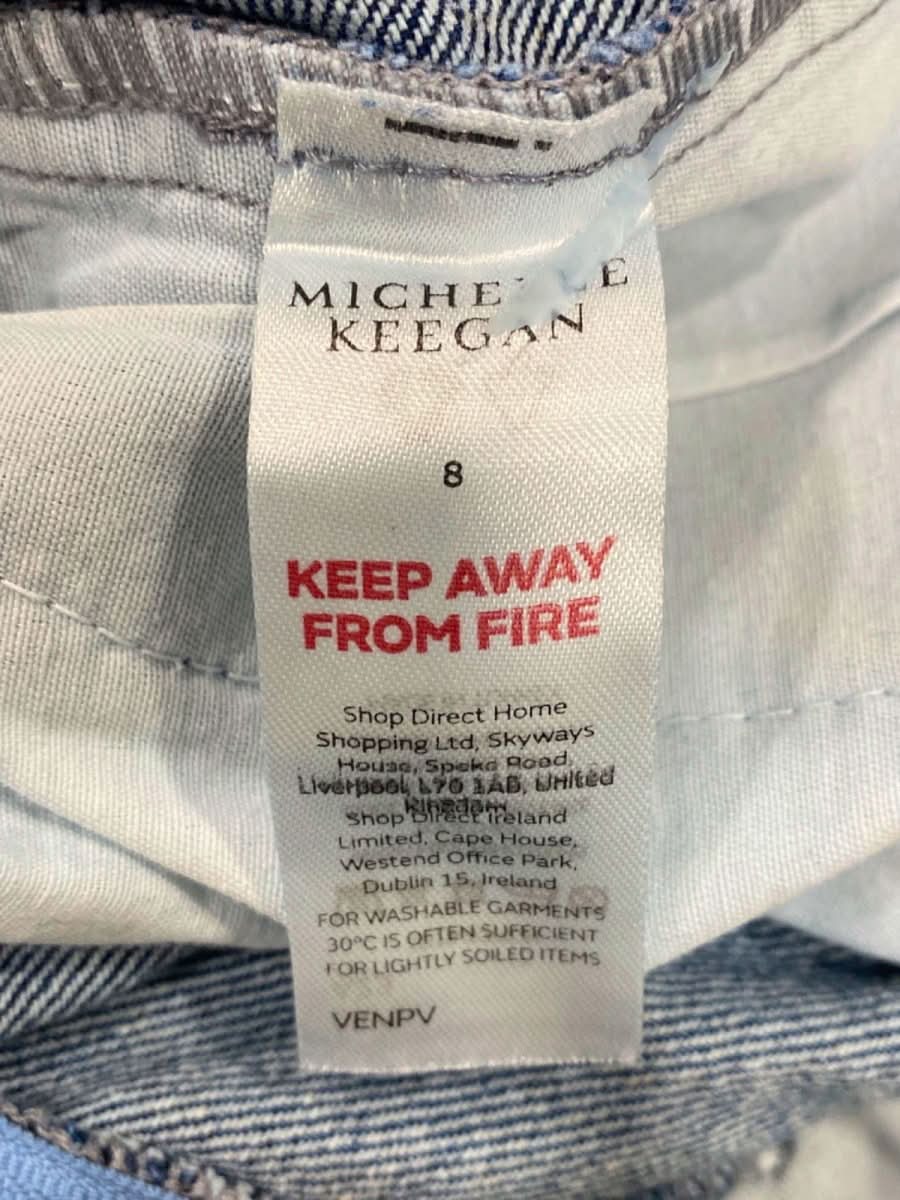 MICHELLE
KEEGAN
8
KEEP AWAY
FROM FIRE
Shop Direct Home
Shopping Ltd, Skyways
House, Speke Road,
Liverpool, L70 1AB, United
Kingdom
Shop Direct Ireland
Limited, Cape House,
Westend Office Park,
Dublin 15, Ireland
FOR WASHABLE GARMENTS
30°C IS OFTEN SUFFICIENT
FOR LIGHTLY SOILED ITEMS
VENPV